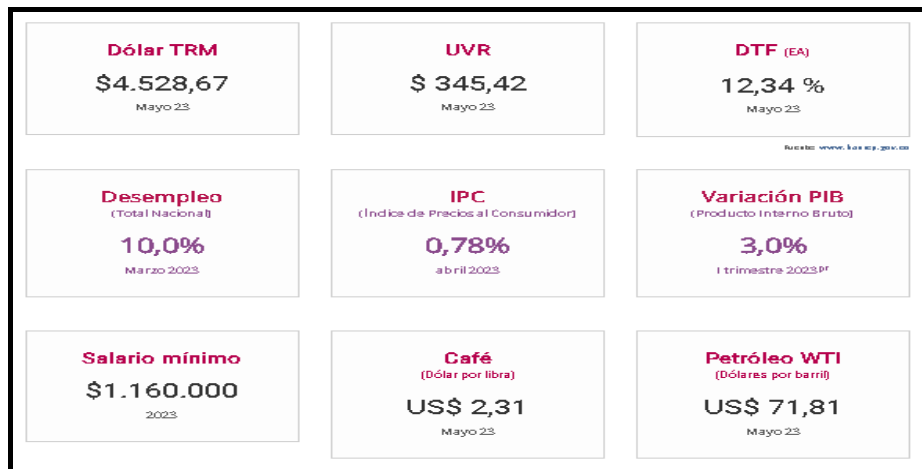 Dólar TRM
$4.528,67
Mayo 23
UVR
$ 345,42
Mayo 23
DTF (EA)
12,34 %
Mayo 23
Desempleo
(Total Nacional)
10,0%
Marzo 2023
IPC
(Índice de Precios al Consumidor)
0,78%
abril 2023
Variación PIB
(Producto Interno Bruto)
3,0%
I trimestre 2023pr
Salario mínimo
$1.160.000
2023
Café
(Dólar por libra)
US$ 2,31
Mayo 23
Petróleo WTI
(Dólares por barril)
US$ 71,81
Mayo 23